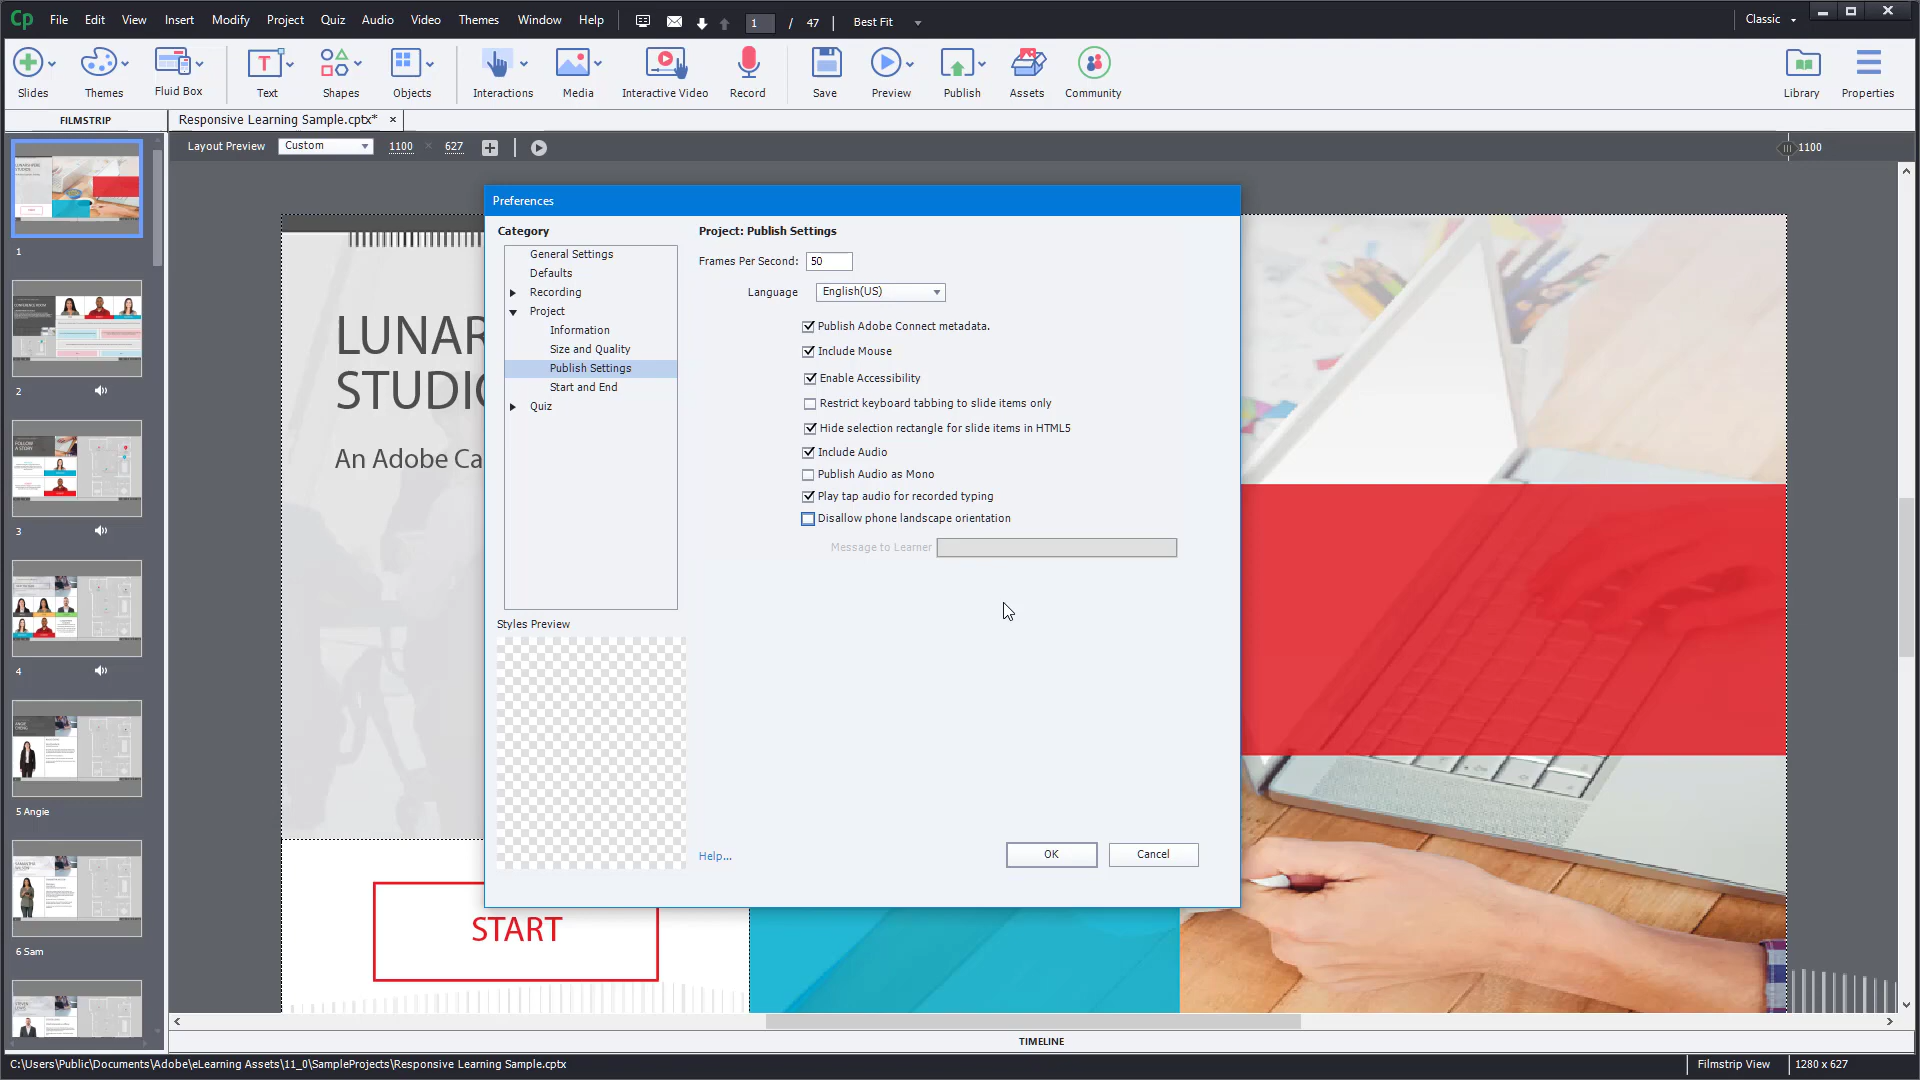 Cp File Edit View Insert Modify Project Quiz Audio Video Themes Window Help 1 / 47 Best Fit Classic
Slides Themes Fluid Box Text Shapes Objects Interactions Media Interactive Video Record Save Preview Publish Assets Community Library Properties
FILMSTRIP Responsive Learning Sample.cptx* ×
Layout Preview Custom 1100 × 627 1100
Preferences
Category
General Settings
Defaults
Recording
Project
Information
Size and Quality
Publish Settings
Start and End
Quiz
Styles Preview
Project: Publish Settings
Frames Per Second: 50
Language English(US)
Publish Adobe Connect metadata.
Include Mouse
Enable Accessibility
Restrict keyboard tabbing to slide items only
Hide selection rectangle for slide items in HTML5
Include Audio
Publish Audio as Mono
Play tap audio for recorded typing
Disallow phone landscape orientation
Message to Learner
Help...
OK Cancel
LUNAR
STUDIO
An Adobe Ca
START
1
2
3
4
5 Angie
6 Sam
TIMELINE
C:\Users\Public\Documents\Adobe\eLearning Assets\11_0\SampleProjects\Responsive Learning Sample.cptx Filmstrip View 1280 x 627